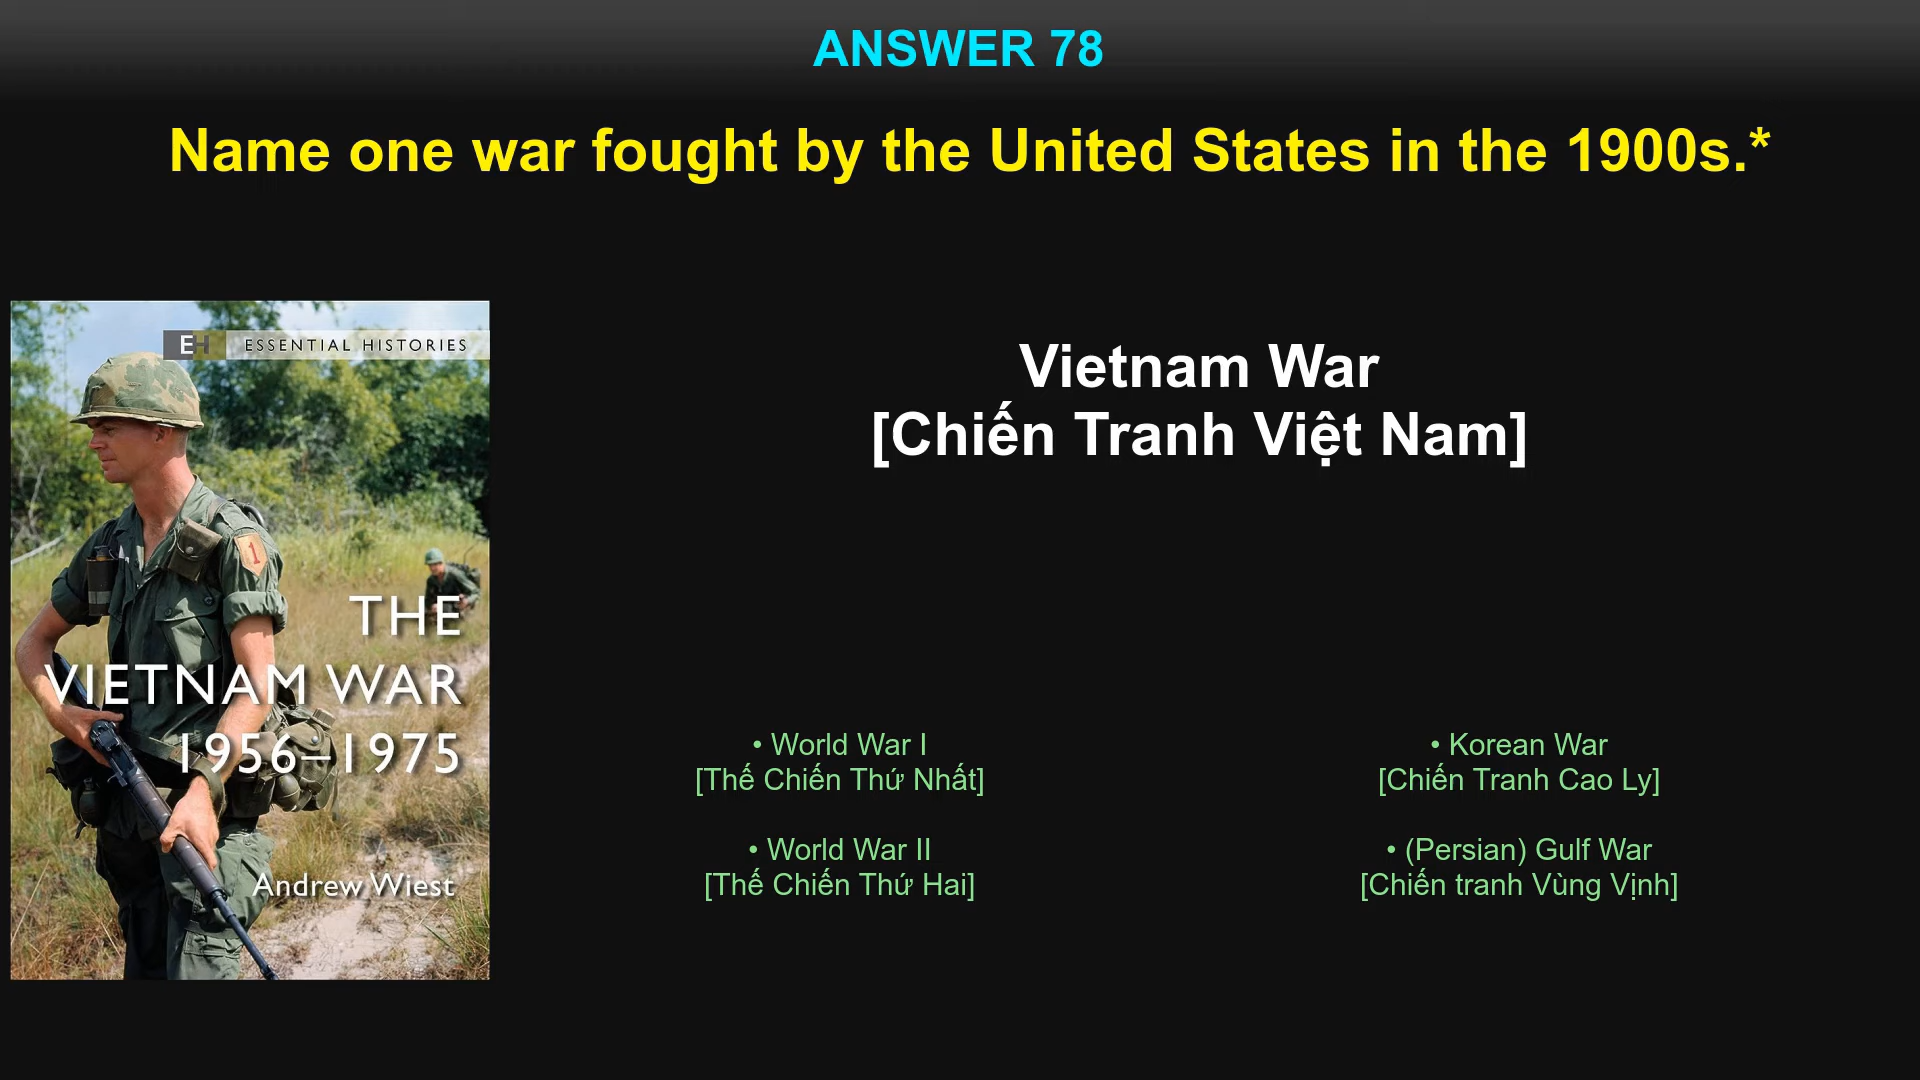 ANSWER 78
Name one war fought by the United States in the 1900s.*
EH ESSENTIAL HISTORIES
1
THE
VIETNAM WAR
1956–1975
Andrew Wiest
Vietnam War
[Chiến Tranh Việt Nam]
• World War I
[Thế Chiến Thứ Nhất]
• World War II
[Thế Chiến Thứ Hai]
• Korean War
[Chiến Tranh Cao Ly]
• (Persian) Gulf War
[Chiến tranh Vùng Vịnh]